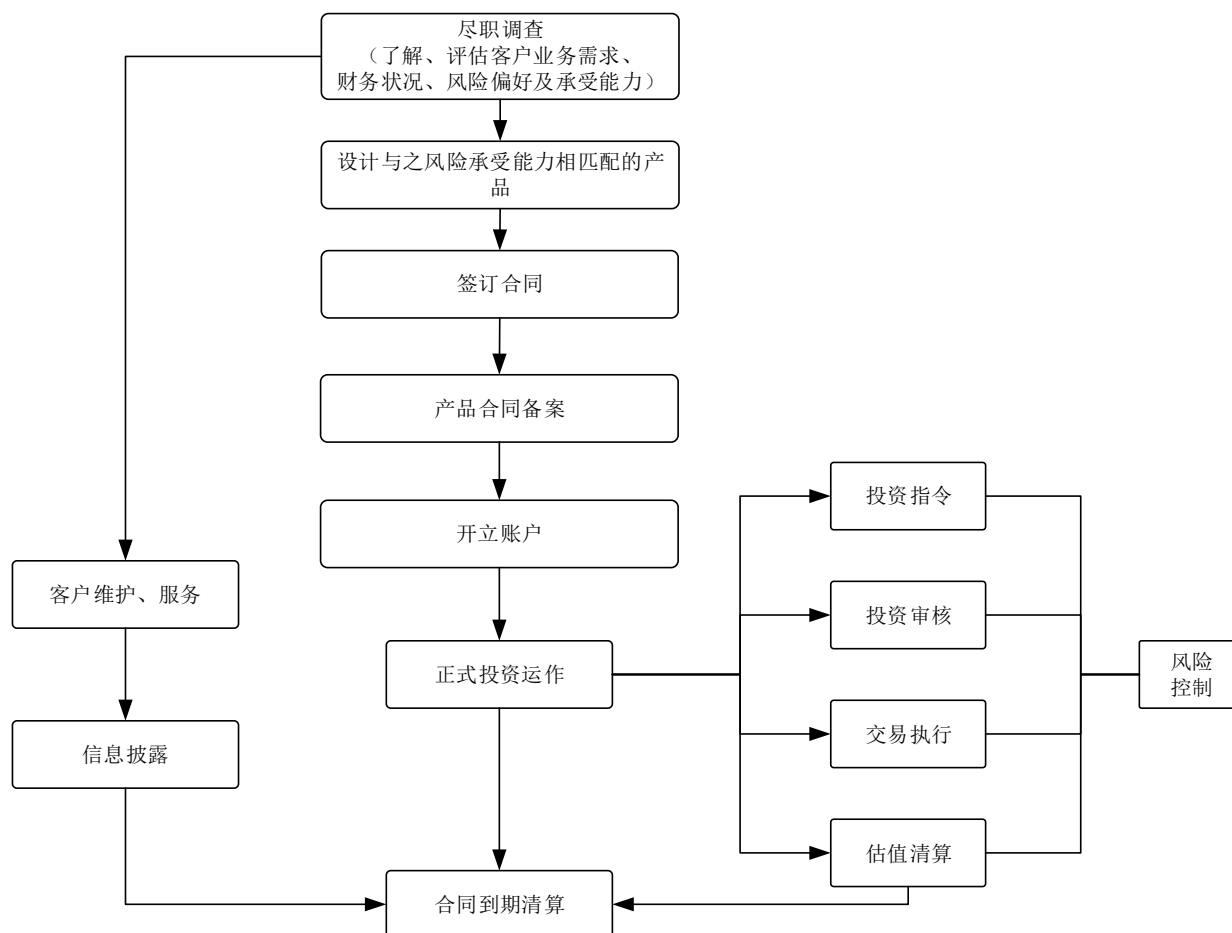 尽职调查
（了解、评估客户业务需求、
财务状况、风险偏好及承受能力）
设计与之风险承受能力相匹配的产
品
签订合同
产品合同备案
开立账户
投资指令
客户维护、服务
投资审核
正式投资运作
风险
控制
信息披露
交易执行
估值清算
合同到期清算